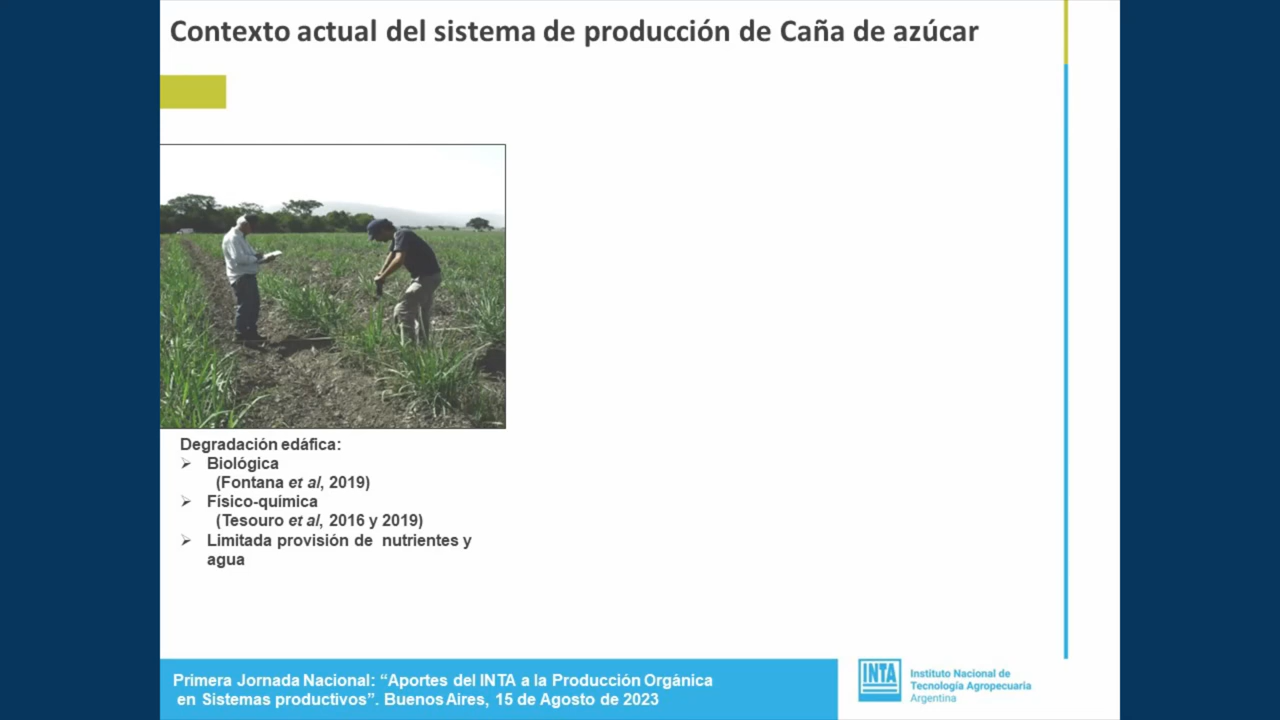 Contexto actual del sistema de producción de Caña de azúcar
Degradación edáfica:
➢ Biológica
(Fontana et al, 2019)
➢ Físico-química
(Tesouro et al, 2016 y 2019)
➢ Limitada provisión de nutrientes y
agua
Primera Jornada Nacional: “Aportes del INTA a la Producción Orgánica
en Sistemas productivos”. Buenos Aires, 15 de Agosto de 2023
INTA
Instituto Nacional de
Tecnología Agropecuaria
Argentina